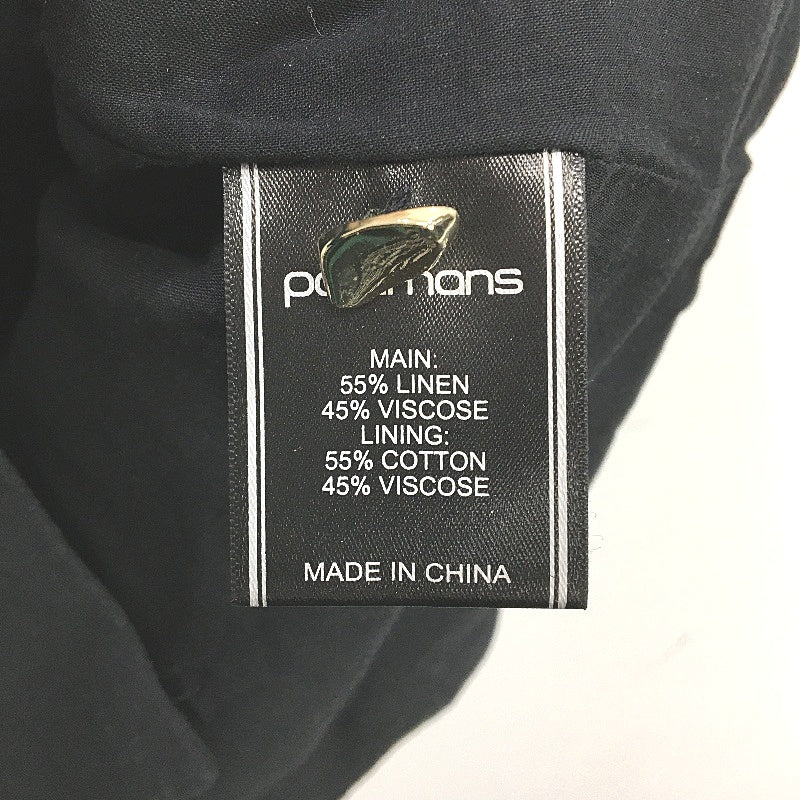 MAIN:
55% LINEN
45% VISCOSE
LINING:
55% COTTON
45% VISCOSE
MADE IN CHINA